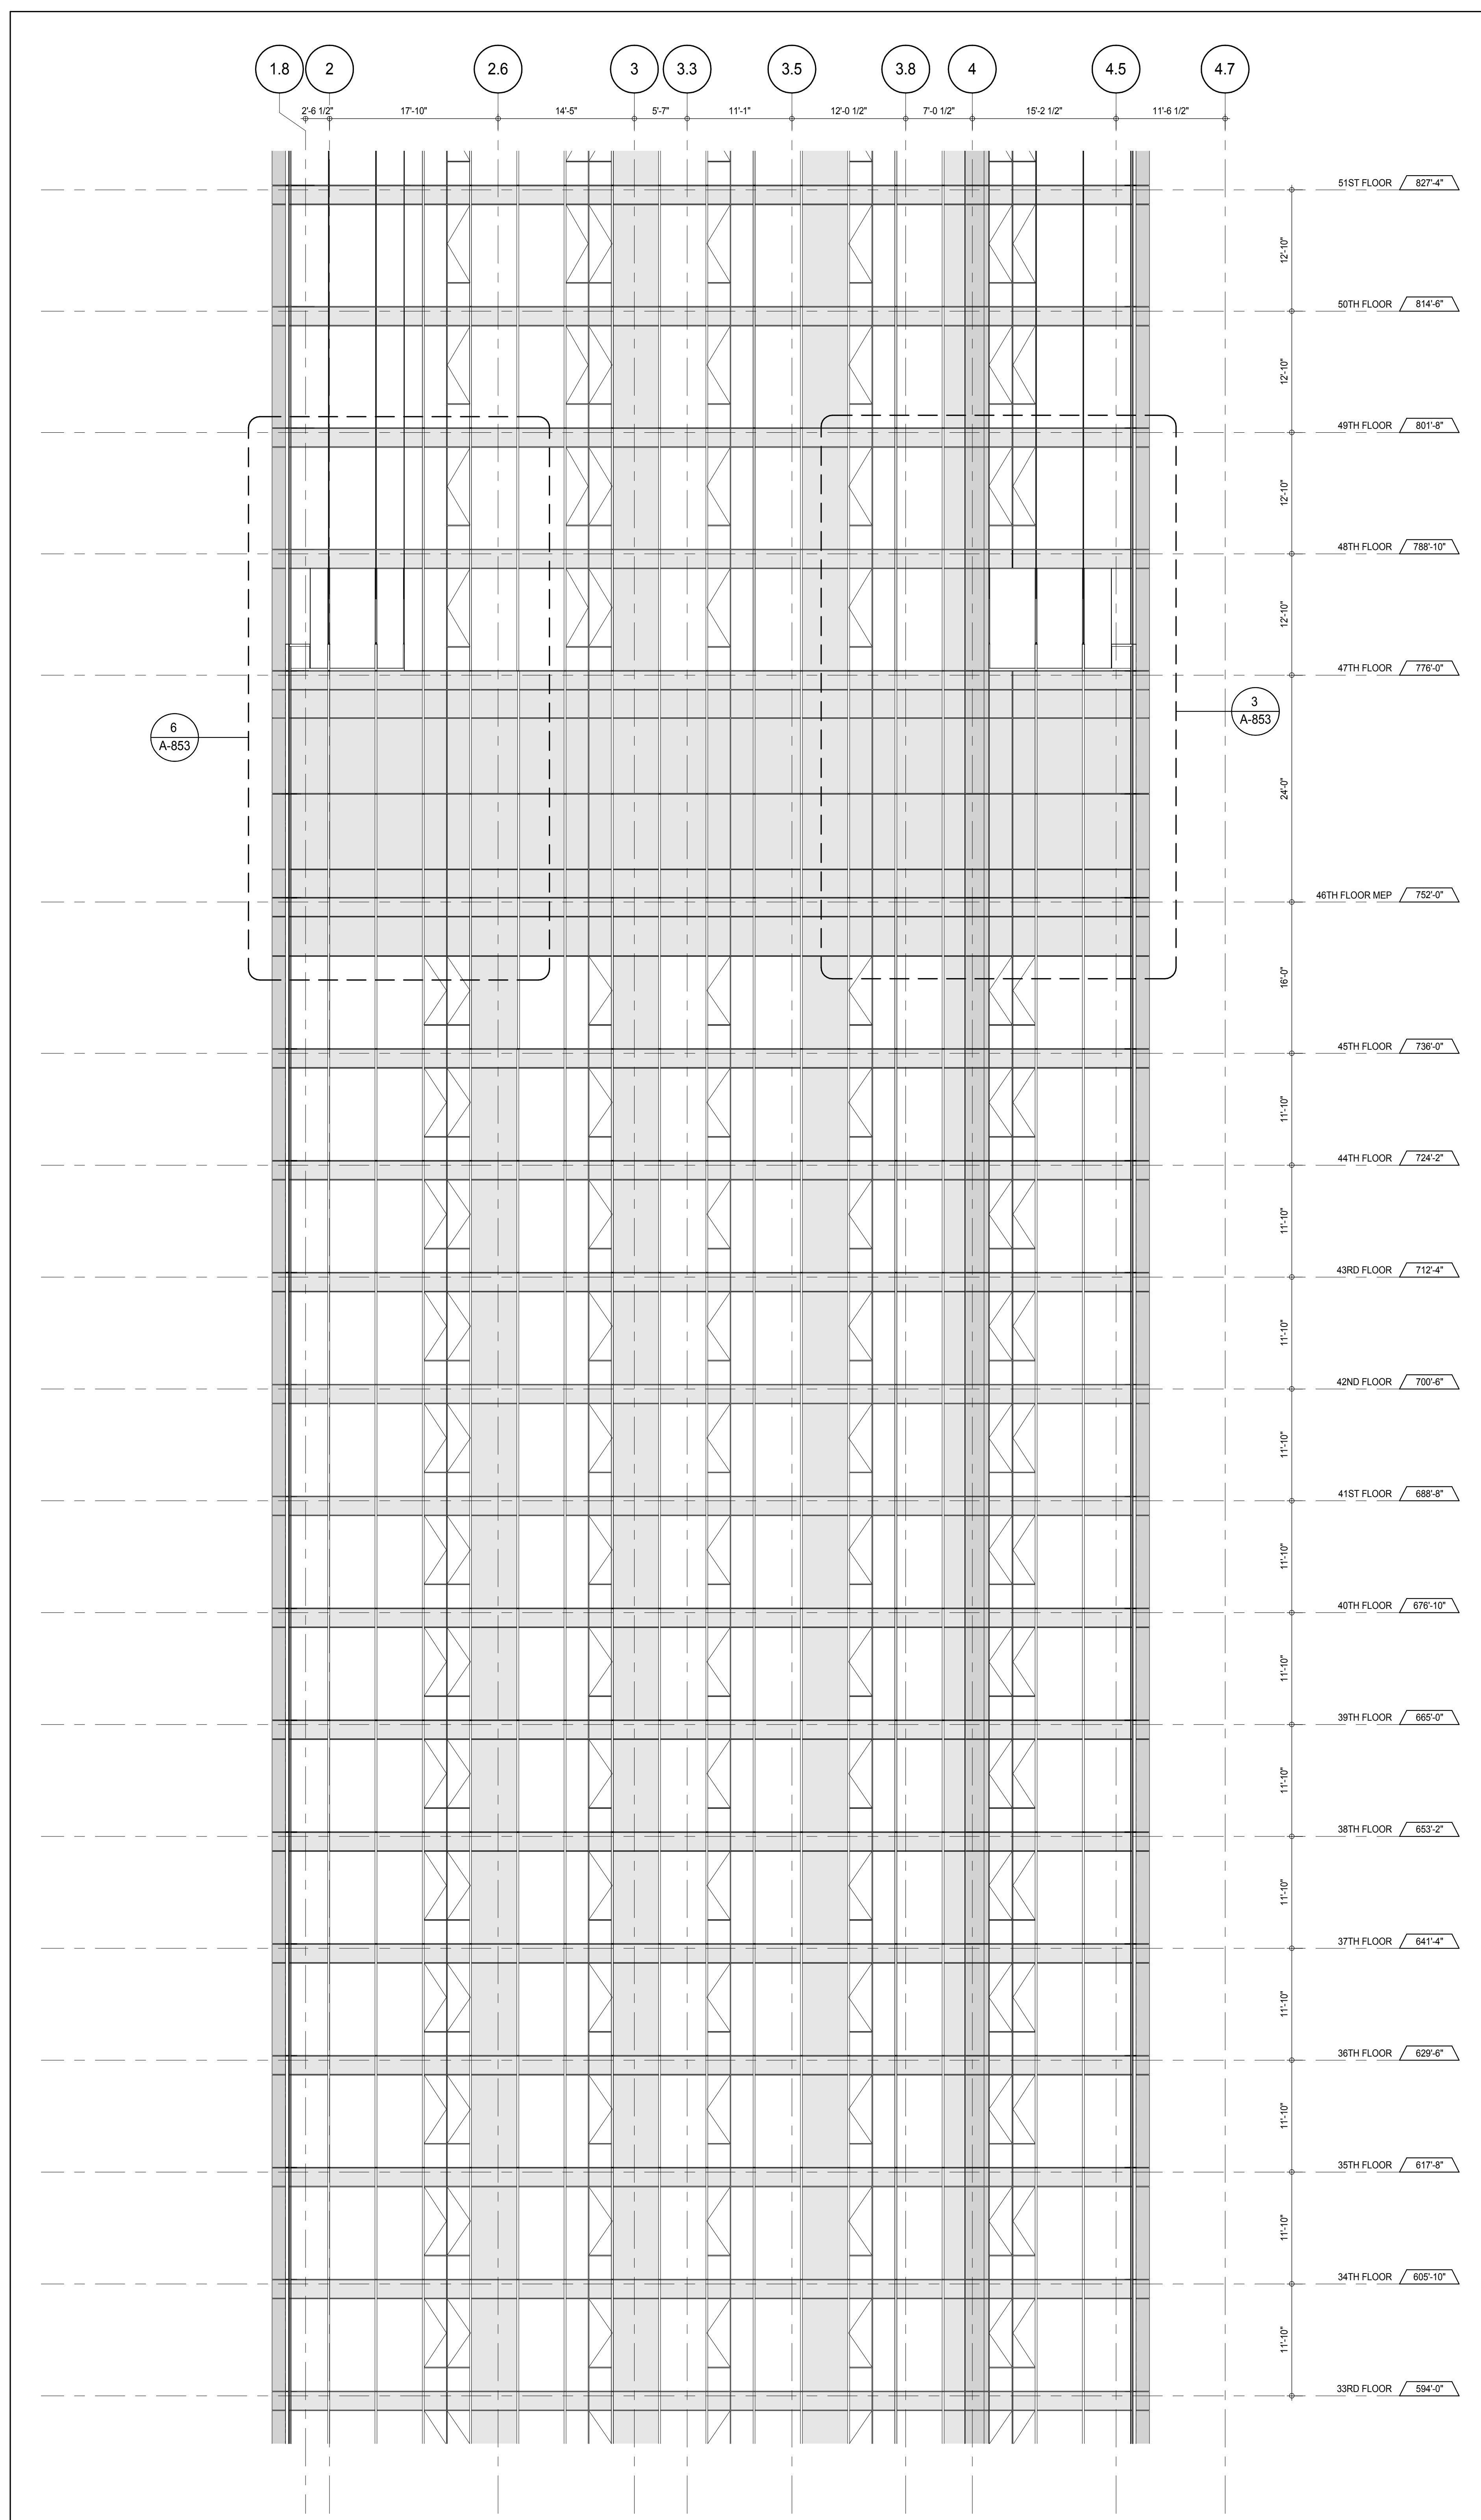 1.8 2 2.6 3 3.3 3.5 3.8 4 4.5 4.7
2'-6 1/2" 17'-10" 14'-5" 5'-7" 11'-1" 12'-0 1/2" 7'-0 1/2" 15'-2 1/2" 11'-6 1/2"
51ST FLOOR 827'-4"
12'-10"
50TH FLOOR 814'-6"
12'-10"
49TH FLOOR 801'-8"
12'-10"
48TH FLOOR 788'-10"
12'-10"
47TH FLOOR 776'-0"
6
A-853
3
A-853
24'-0"
46TH FLOOR MEP 752'-0"
16'-0"
45TH FLOOR 736'-0"
11'-10"
44TH FLOOR 724'-2"
11'-10"
43RD FLOOR 712'-4"
11'-10"
42ND FLOOR 700'-6"
11'-10"
41ST FLOOR 688'-8"
11'-10"
40TH FLOOR 676'-10"
11'-10"
39TH FLOOR 665'-0"
11'-10"
38TH FLOOR 653'-2"
11'-10"
37TH FLOOR 641'-4"
11'-10"
36TH FLOOR 629'-6"
11'-10"
35TH FLOOR 617'-8"
11'-10"
34TH FLOOR 605'-10"
11'-10"
33RD FLOOR 594'-0"